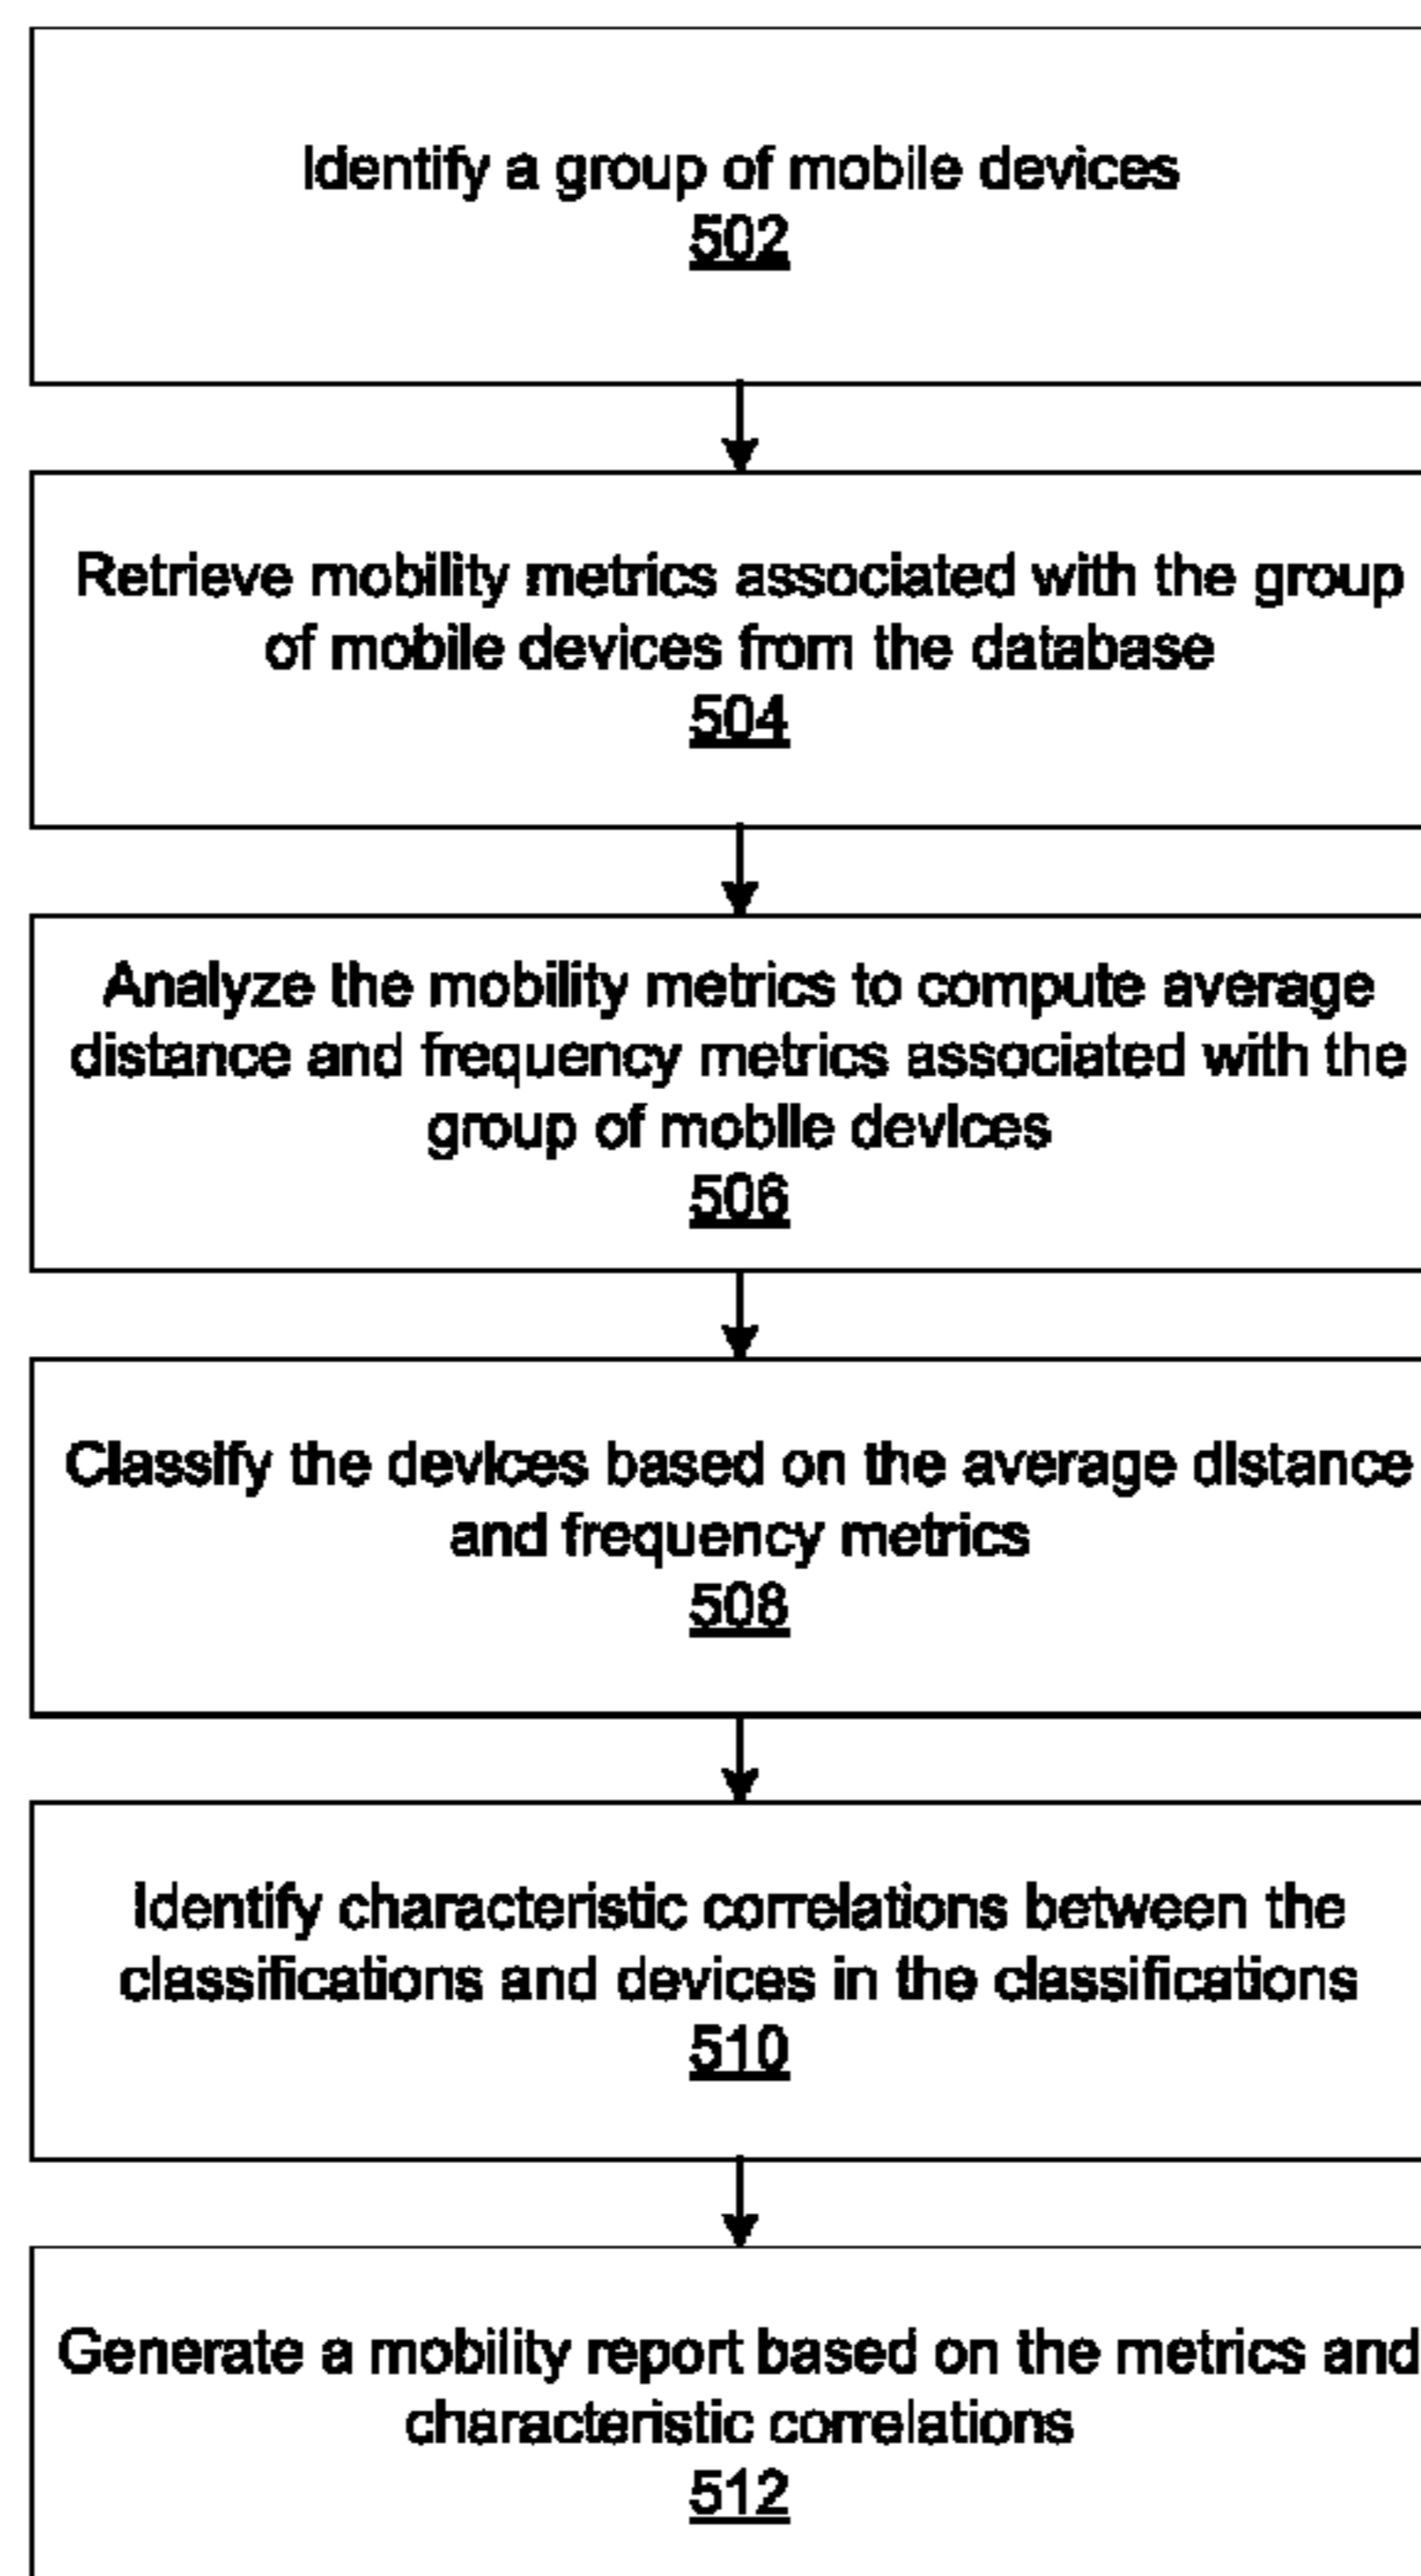 Identify a group of mobile devices
502
Retrieve mobility metrics associated with the group
of mobile devices from the database
504
Analyze the mobility metrics to compute average
distance and frequency metrics associated with the
group of mobile devices
506
Classify the devices based on the average distance
and frequency metrics
508
Identify characteristic correlations between the
classifications and devices in the classifications
510
Generate a mobility report based on the metrics and
characteristic correlations
512